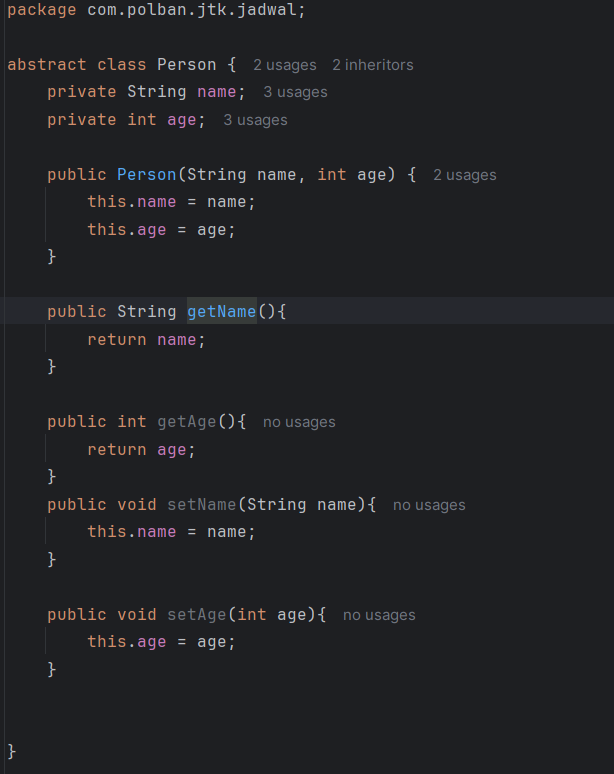 package com.polban.jtk.jadwal;
abstract class Person { 2 usages 2 inheritors
private String name; 3 usages
private int age; 3 usages
public Person(String name, int age) { 2 usages
this.name = name;
this.age = age;
}
public String getName(){
return name;
}
public int getAge(){ no usages
return age;
}
public void setName(String name){ no usages
this.name = name;
}
public void setAge(int age){ no usages
this.age = age;
}
}